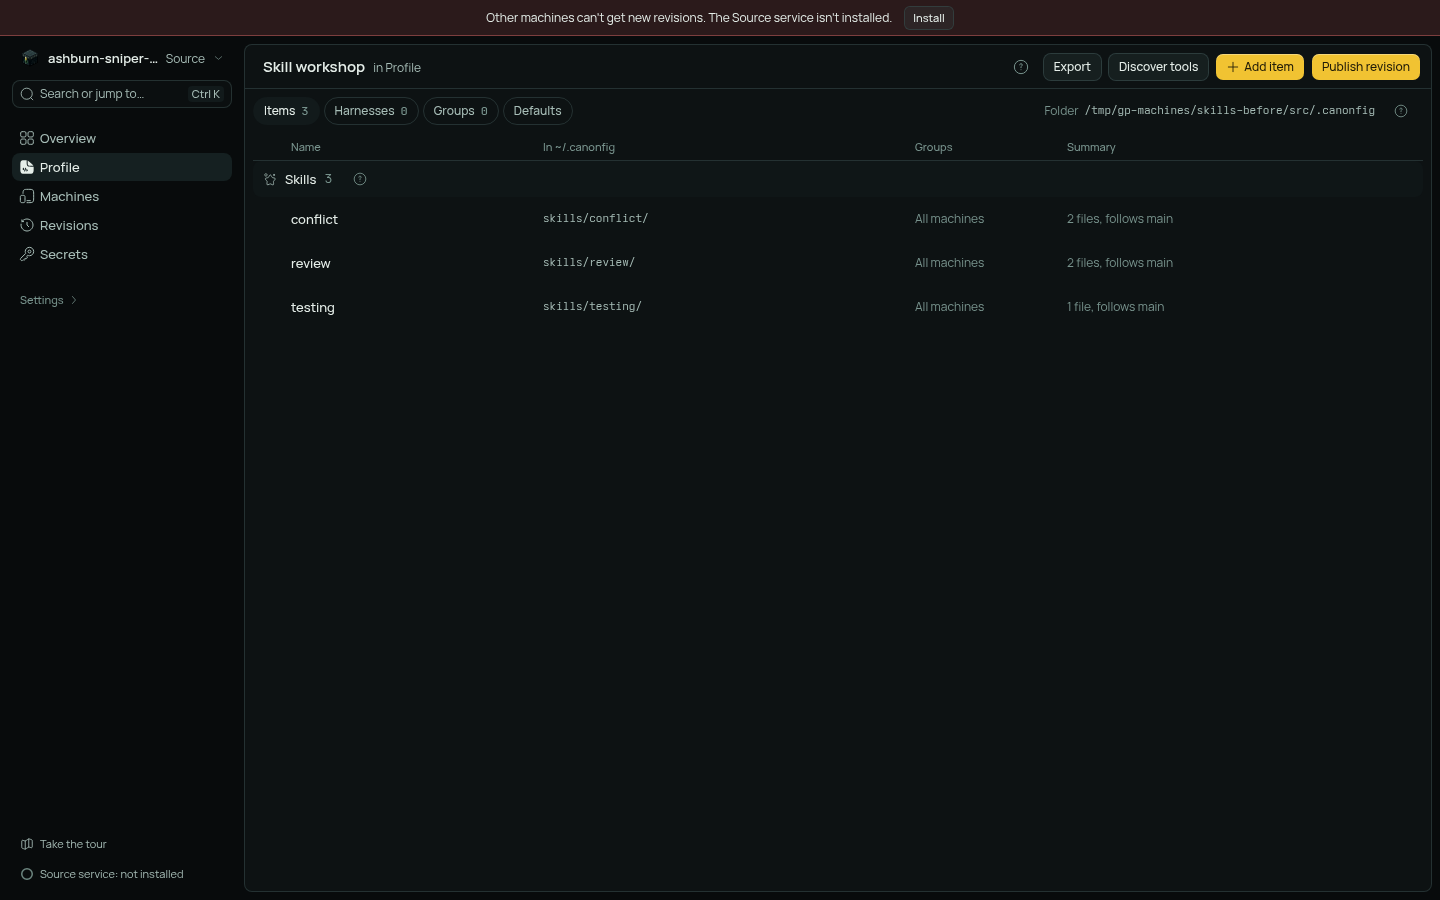 Other machines can't get new revisions. The Source service isn't installed. Install
ashburn-sniper-... Source
Search or jump to... Ctrl K
Overview
Profile
Machines
Revisions
Secrets
Settings
Take the tour
Source service: not installed
Skill workshop in Profile
Export Discover tools Add item Publish revision
Items 3 Harnesses 0 Groups 0 Defaults
Folder /tmp/gp-machines/skills-before/src/.canonfig
Name In ~/.canonfig Groups Summary
Skills 3
conflict skills/conflict/ All machines 2 files, follows main
review skills/review/ All machines 2 files, follows main
testing skills/testing/ All machines 1 file, follows main